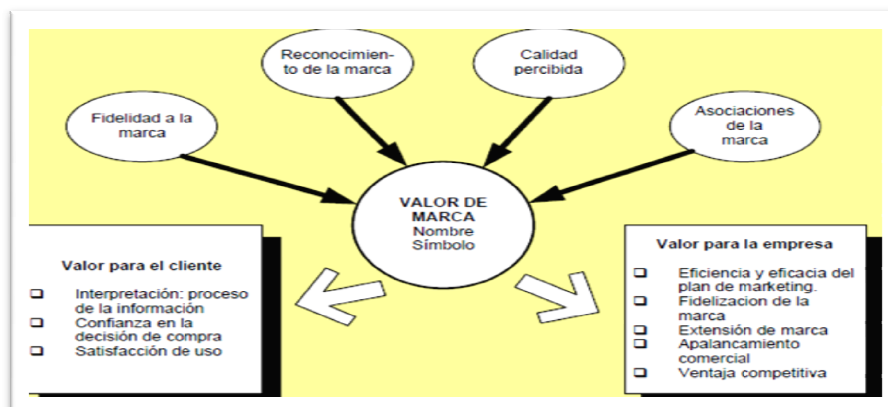 Reconocimien-
to de la marca
Calidad
percibida
Fidelidad a la
marca
Asociaciones
de la
marca
VALOR DE
MARCA
Nombre
Símbolo
Valor para el cliente
Interpretación: proceso
de la información
Confianza en la
decisión de compra
Satisfacción de uso
Valor para la empresa
Eficiencia y eficacia del
plan de marketing.
Fidelizacion de la
marca
Extensión de marca
Apalancamiento
comercial
Ventaja competitiva